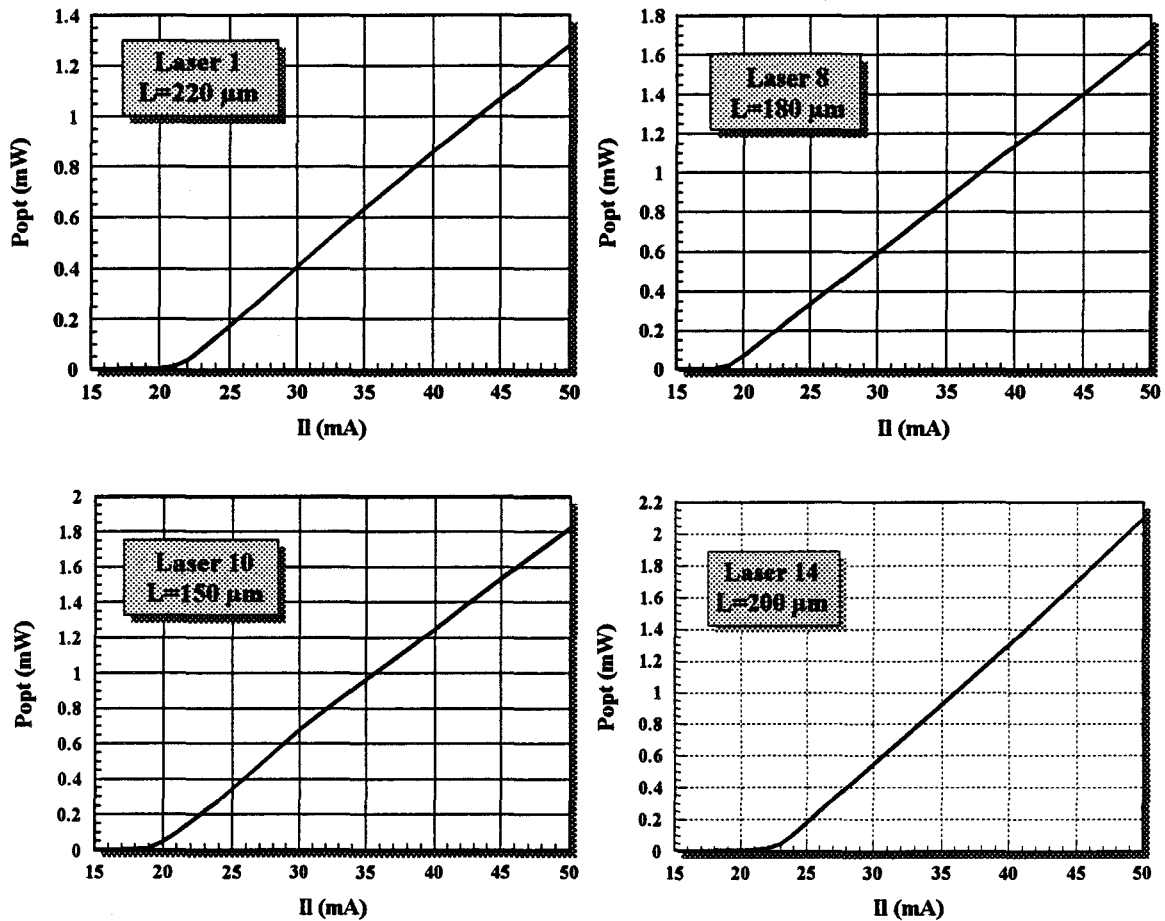 1.4
1.2
1
0.8
0.6
0.4
0.2
0
Popt (mW)
Laser 1
L=220 µm
15 20 25 30 35 40 45 50
Il (mA)
1.8
1.6
1.4
1.2
1
0.8
0.6
0.4
0.2
0
Popt (mW)
Laser 8
L=180 µm
15 20 25 30 35 40 45 50
Il (mA)
2
1.8
1.6
1.4
1.2
1
0.8
0.6
0.4
0.2
0
Popt (mW)
Laser 10
L=150 µm
15 20 25 30 35 40 45 50
Il (mA)
2.2
2
1.8
1.6
1.4
1.2
1
0.8
0.6
0.4
0.2
0
Popt (mW)
Laser 14
L=200 µm
15 20 25 30 35 40 45 50
Il (mA)